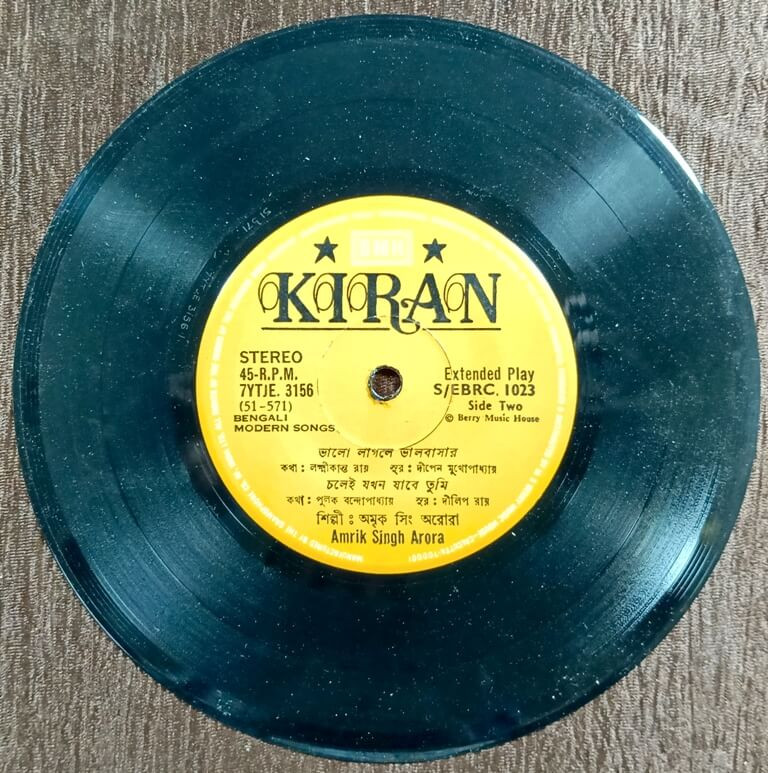 KIRAN
STEREO
45-R.P.M.
7YTJE. 3156
(51-571)
BENGALI
MODERN SONGS
Extended Play
S/EBRC. 1023
Side Two
© Berry Music House
ভালো লাগলে ভালবাসার
কথা : লক্ষ্মীকান্ত রায় সুর : দীপেন মুখোপাধ্যায়
চলেই যখন যাবে তুমি
কথা : পুলক বন্দোপাধ্যায় সুর : দীলিপ রায়
শিল্পী : অমৃক সিং অরোরা
Amrik Singh Arora